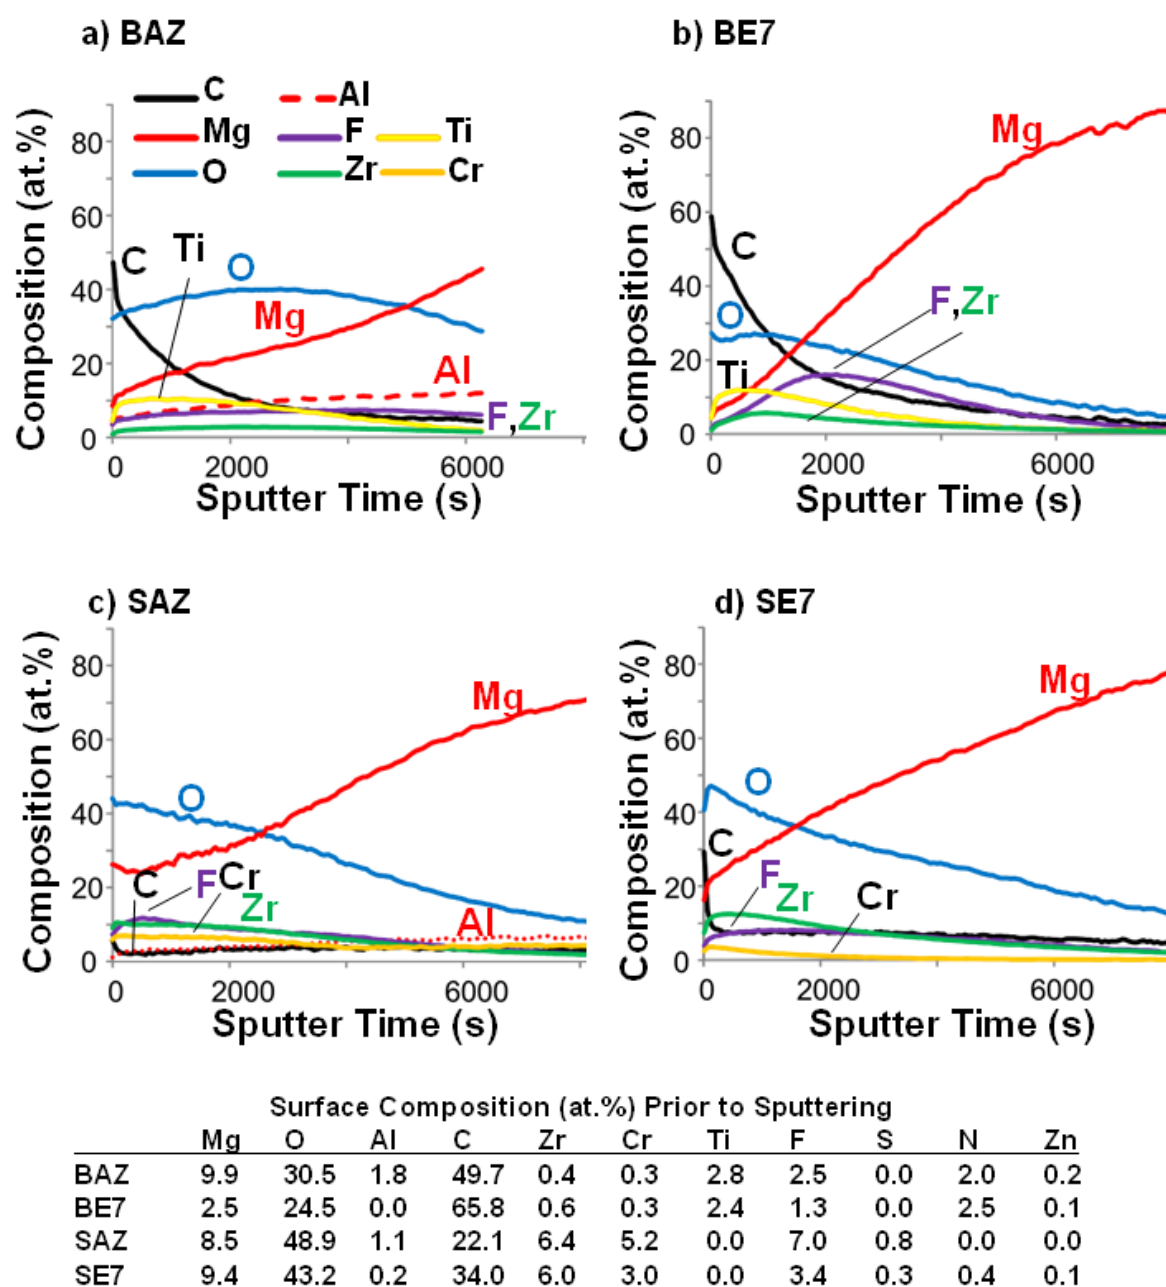 a) BAZ
C Al
Mg F Ti
O Zr Cr
Composition (at.%)
80
60
40
20
0
C Ti O Mg Al F,Zr
0 2000 6000
Sputter Time (s)
b) BE7
Composition (at.%)
80
60
40
20
0
Mg C O Ti F,Zr
0 2000 6000
Sputter Time (s)
c) SAZ
Composition (at.%)
80
60
40
20
0
Mg O C F Cr Zr Al
0 2000 6000
Sputter Time (s)
d) SE7
Composition (at.%)
80
60
40
20
0
Mg O C F Zr Cr
0 2000 6000
Sputter Time (s)
Surface Composition (at.%) Prior to Sputtering
Mg O Al C Zr Cr Ti F S N Zn
BAZ 9.9 30.5 1.8 49.7 0.4 0.3 2.8 2.5 0.0 2.0 0.2
BE7 2.5 24.5 0.0 65.8 0.6 0.3 2.4 1.3 0.0 2.5 0.1
SAZ 8.5 48.9 1.1 22.1 6.4 5.2 0.0 7.0 0.8 0.0 0.0
SE7 9.4 43.2 0.2 34.0 6.0 3.0 0.0 3.4 0.3 0.4 0.1